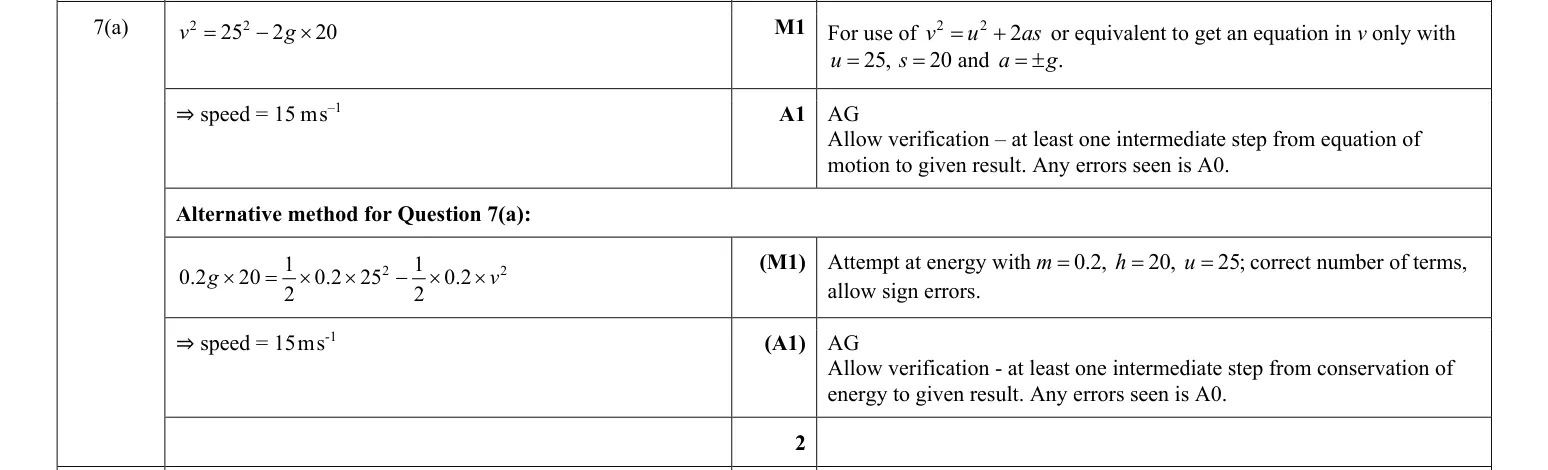 7(a)
v² = 25² − 2g × 20
M1
For use of v² = u² + 2as or equivalent to get an equation in v only with
u = 25, s = 20 and a = ±g.
⇒ speed = 15 ms⁻¹
A1
AG
Allow verification – at least one intermediate step from equation of
motion to given result. Any errors seen is A0.
Alternative method for Question 7(a):
0.2g × 20 = 1/2 × 0.2 × 25² − 1/2 × 0.2 × v²
(M1)
Attempt at energy with m = 0.2, h = 20, u = 25; correct number of terms,
allow sign errors.
⇒ speed = 15ms⁻¹
(A1)
AG
Allow verification - at least one intermediate step from conservation of
energy to given result. Any errors seen is A0.
2